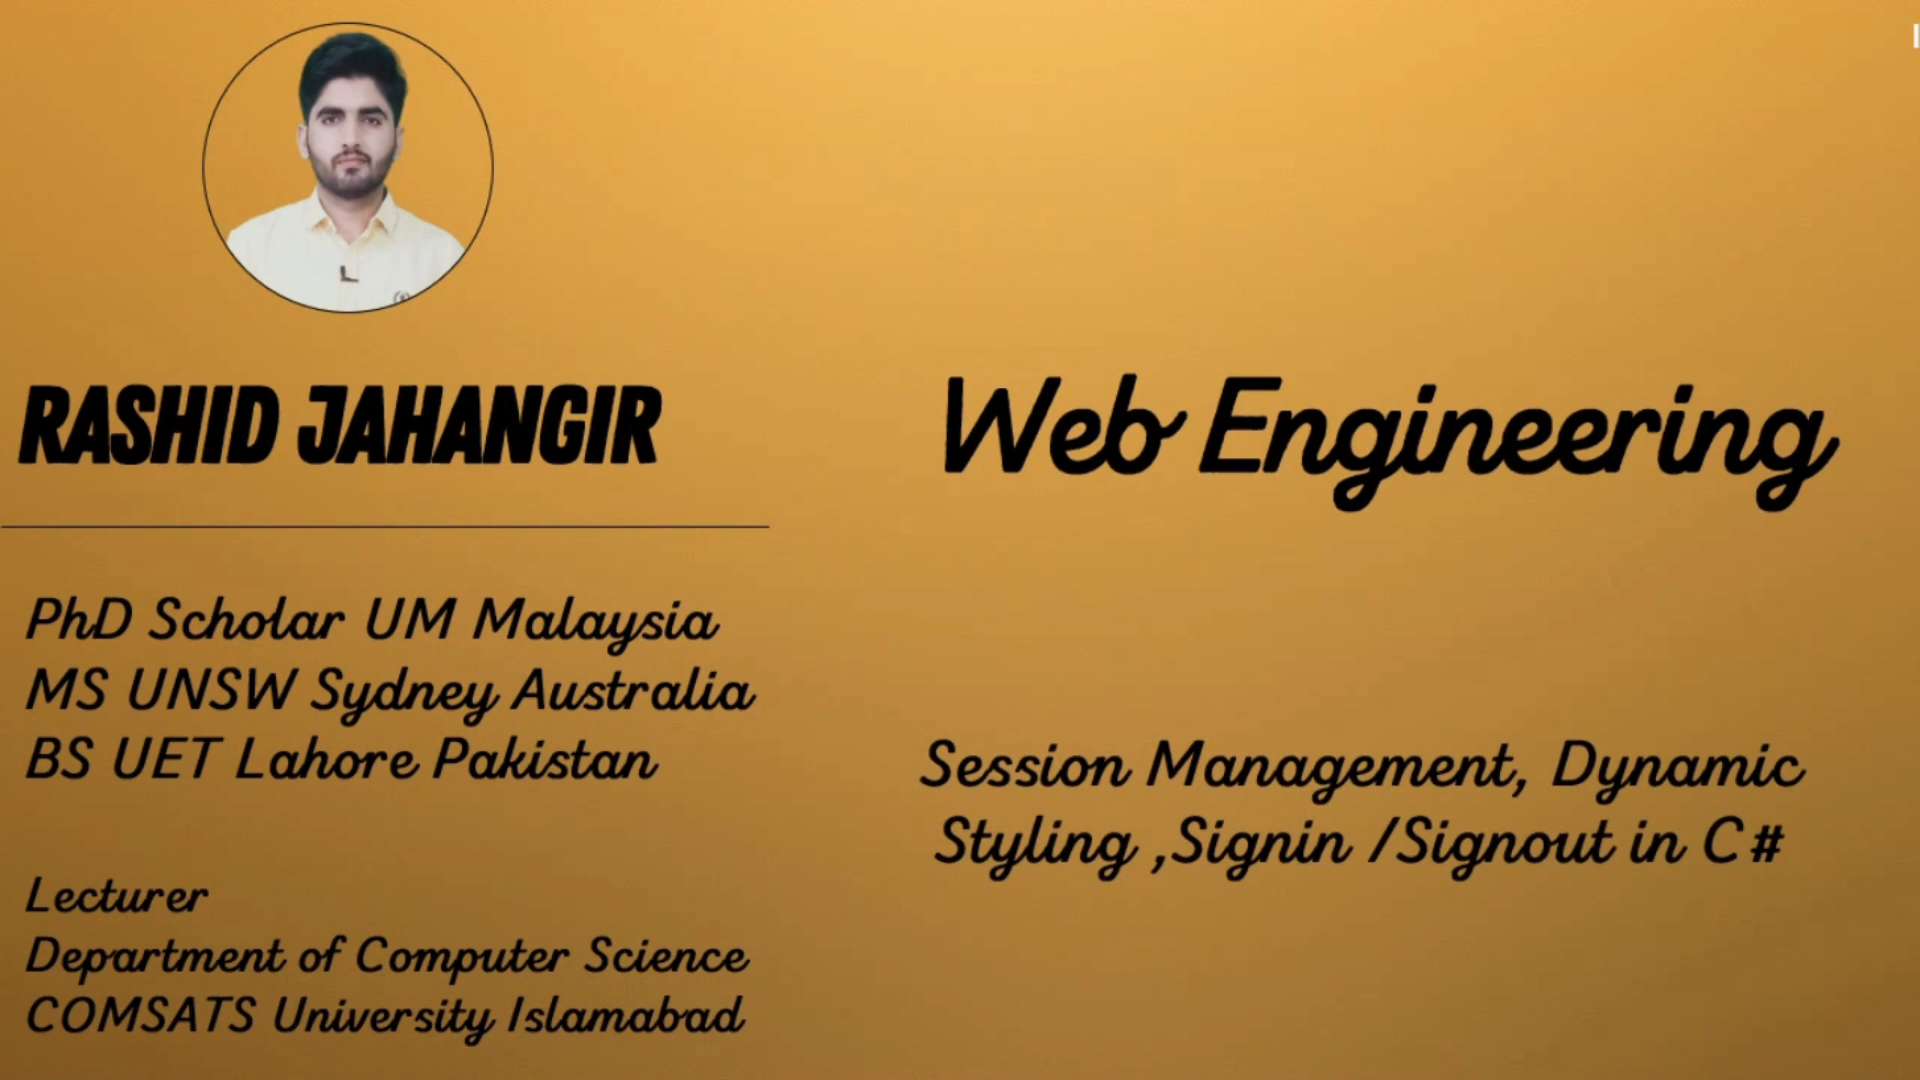 RASHID JAHANGIR
PhD Scholar UM Malaysia
MS UNSW Sydney Australia
BS UET Lahore Pakistan
Lecturer
Department of Computer Science
COMSATS University Islamabad
Web Engineering
Session Management, Dynamic
Styling ,Signin /Signout in C#